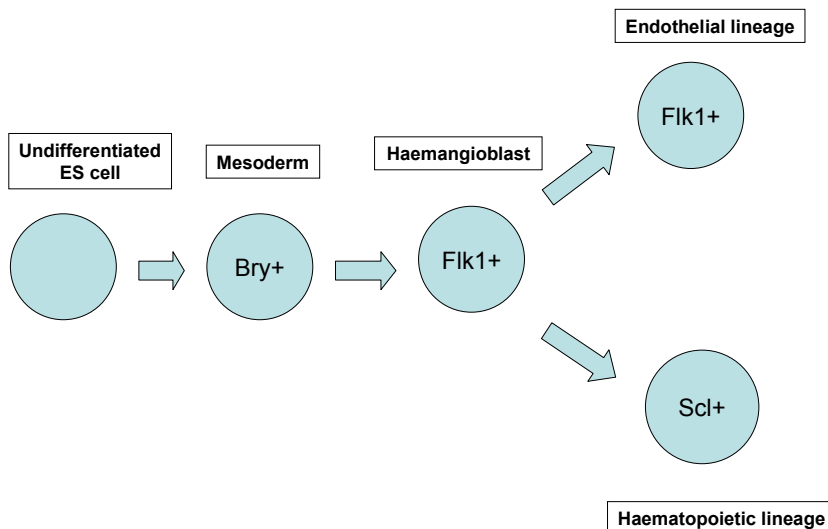 Endothelial lineage
Flk1+
Undifferentiated
ES cell
Mesoderm
Haemangioblast
Bry+
Flk1+
Scl+
Haematopoietic lineage